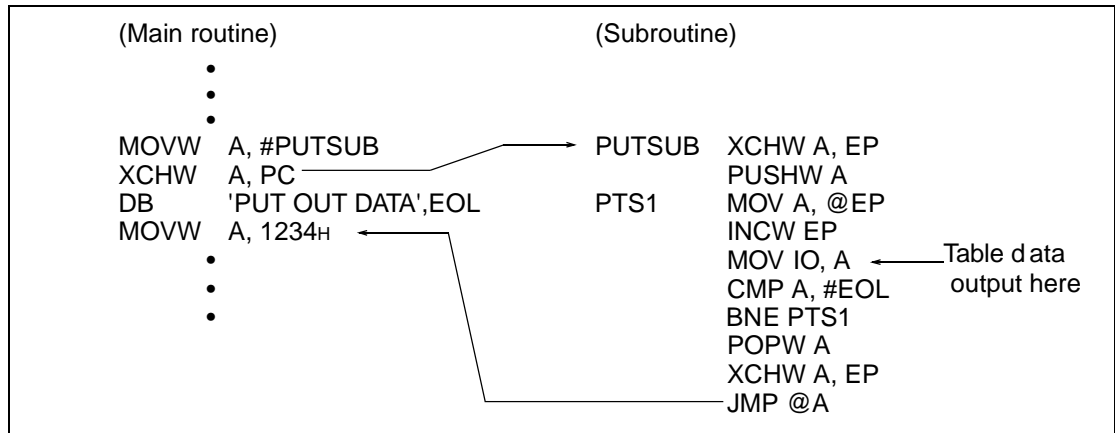 (Main routine) (Subroutine)
•
•
•
MOVW A, #PUTSUB PUTSUB XCHW A, EP
XCHW A, PC PUSHW A
DB 'PUT OUT DATA',EOL PTS1 MOV A, @EP
MOVW A, 1234H INCW EP
• MOV IO, A Table data
• CMP A, #EOL output here
• BNE PTS1
POPW A
XCHW A, EP
JMP @A